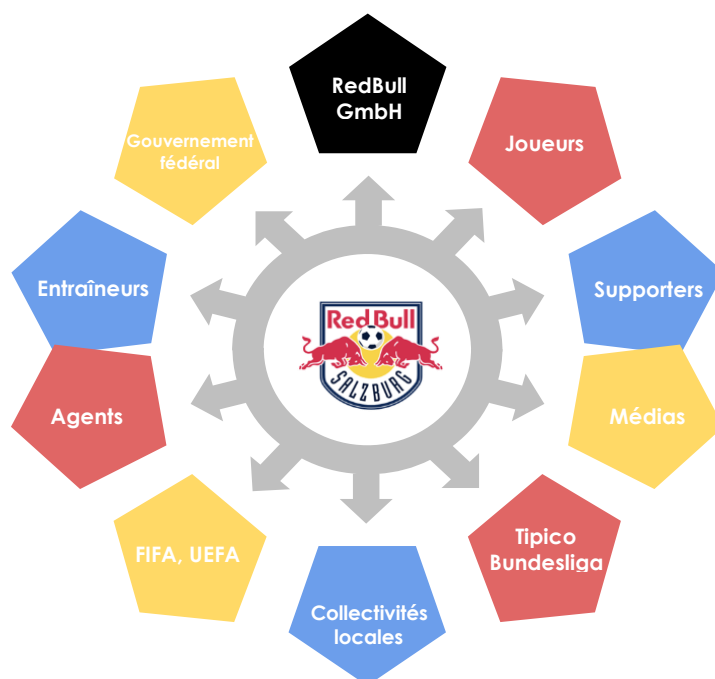 RedBull
GmbH
Joueurs
Supporters
Médias
Tipico
Bundesliga
Collectivités
locales
FIFA, UEFA
Agents
Entraîneurs
Gouvernement
fédéral
Red Bull
SALZBURG